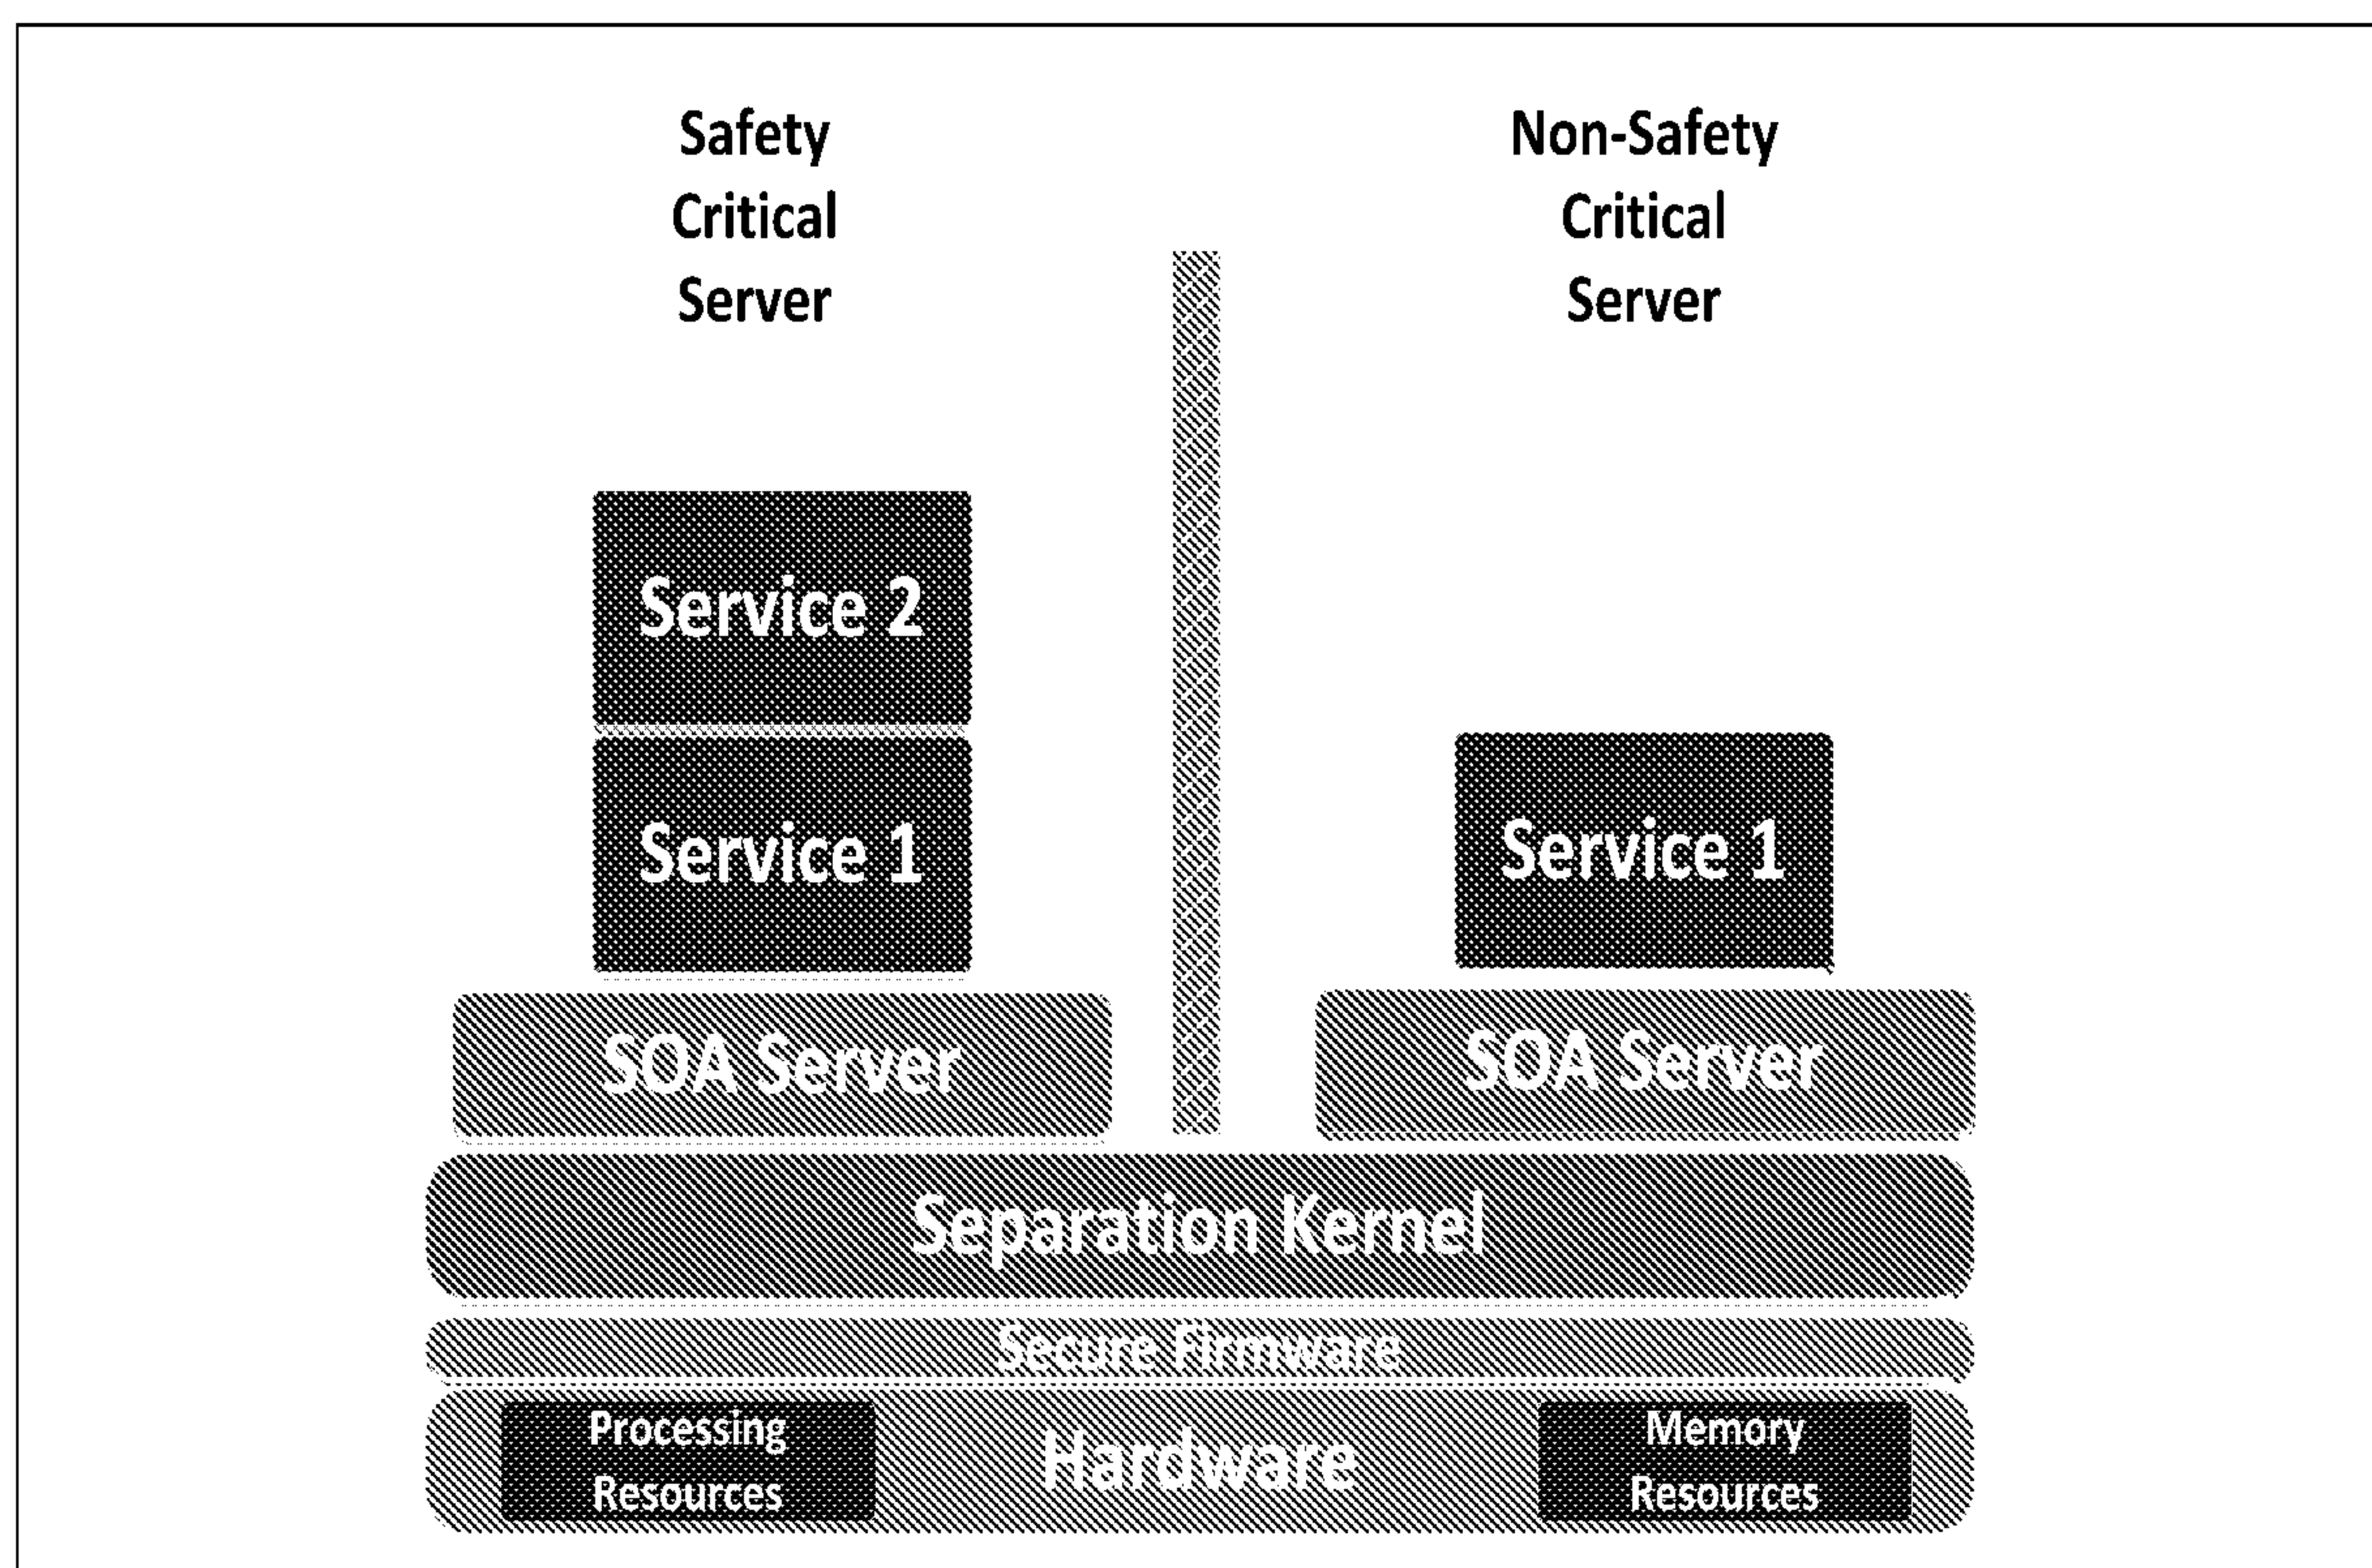 Safety
Critical
Server
Non-Safety
Critical
Server
Service 2
Service 1
Service 1
SOA Server
SOA Server
Separation Kernel
Secure Firmware
Processing
Resources
Hardware
Memory
Resources